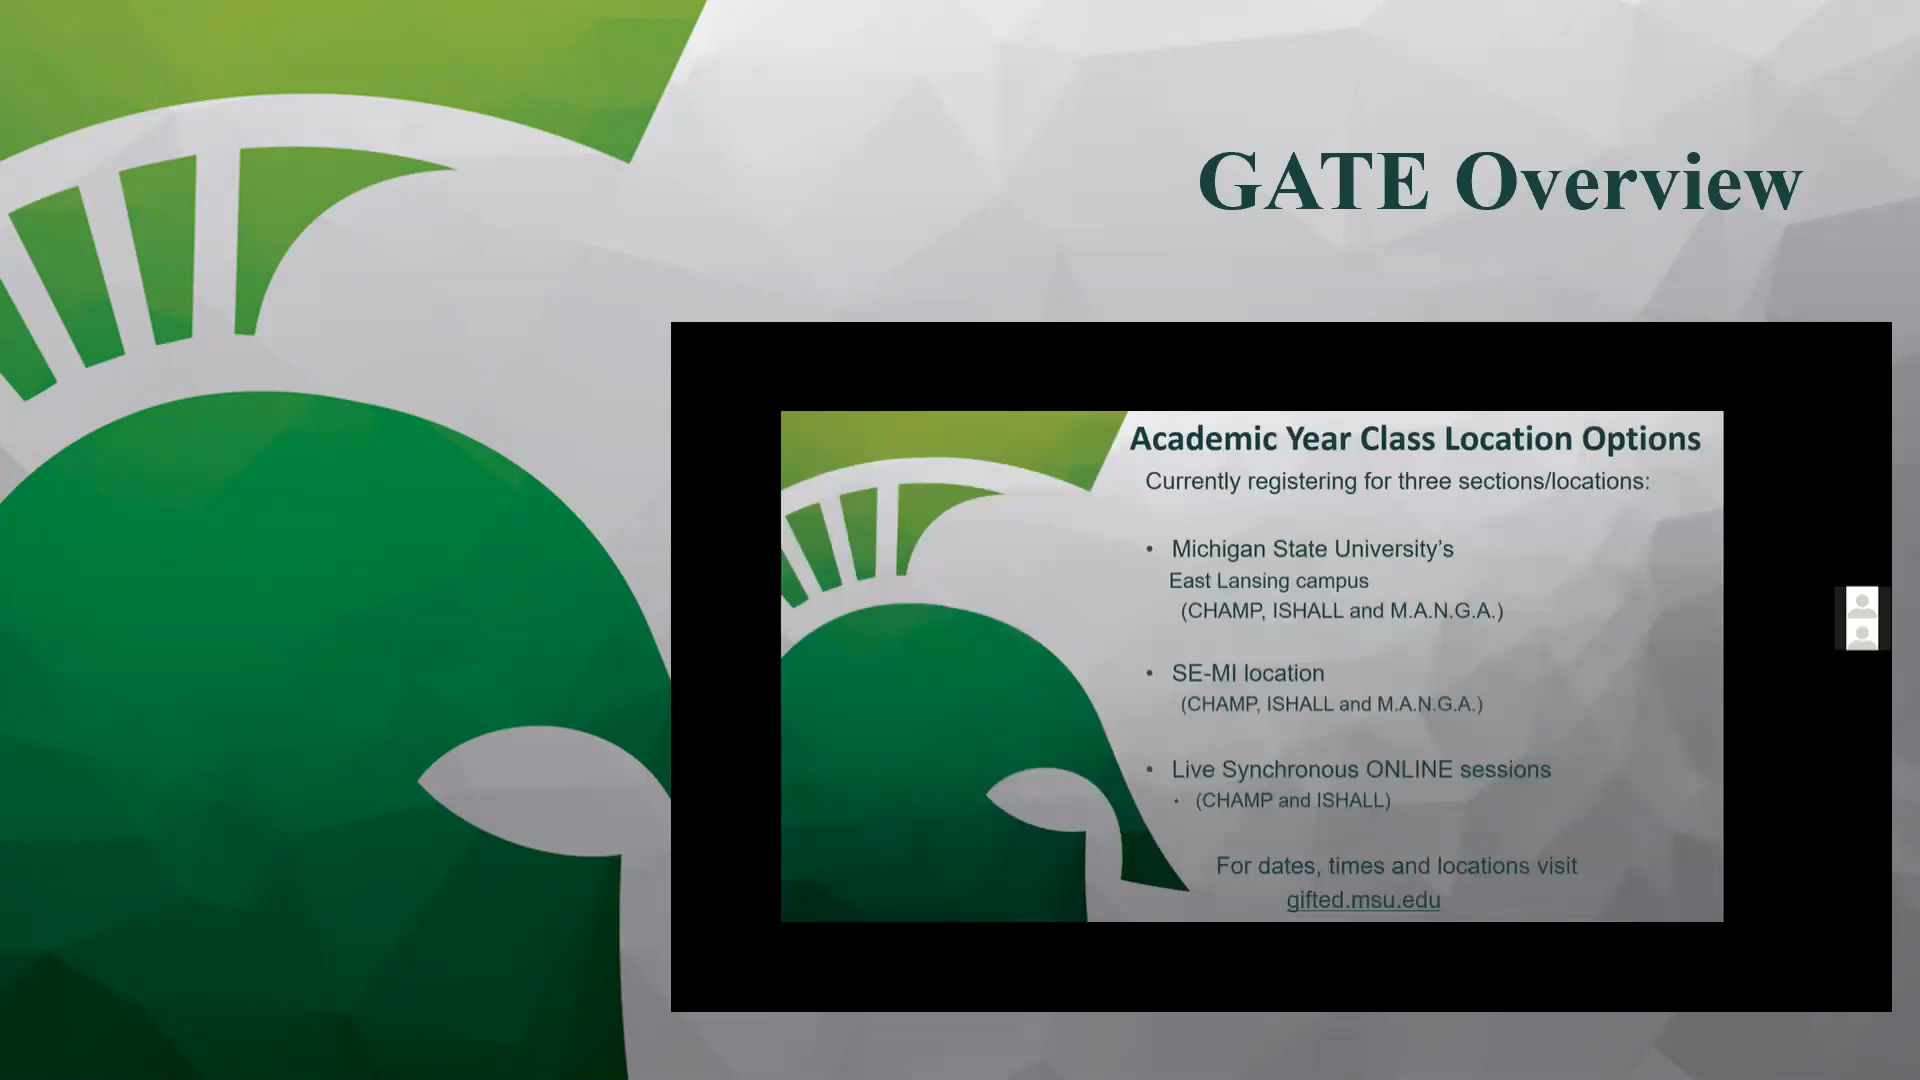 GATE Overview
Academic Year Class Location Options
Currently registering for three sections/locations:
• Michigan State University’s
East Lansing campus
(CHAMP, ISHALL and M.A.N.G.A.)
• SE-MI location
(CHAMP, ISHALL and M.A.N.G.A.)
• Live Synchronous ONLINE sessions
• (CHAMP and ISHALL)
For dates, times and locations visit
gifted.msu.edu